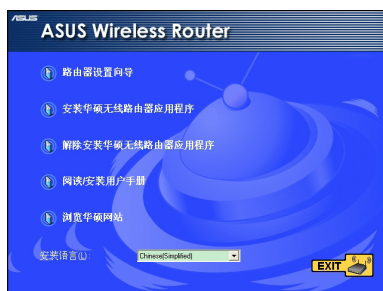 ASUS
ASUS Wireless Router
路由器设置向导
安装华硕无线路由器应用程序
解除安装华硕无线路由器应用程序
阅读/安装用户手册
浏览华硕网站
安装语言(L): Chinese(Simplified)
EXIT